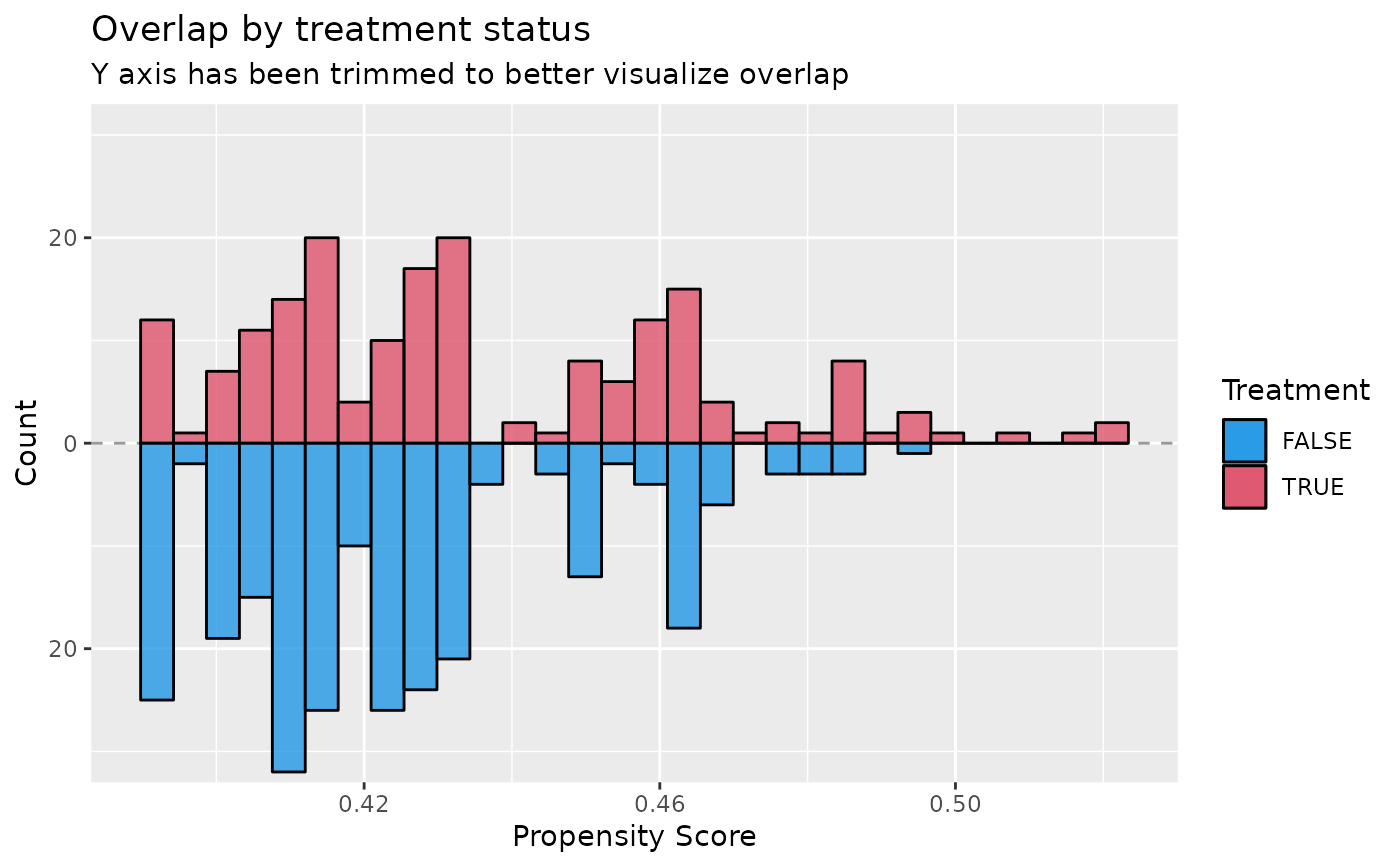 Overlap by treatment status
Y axis has been trimmed to better visualize overlap
Count
20
0
20
0.42
0.46
0.50
Propensity Score
Treatment
FALSE
TRUE